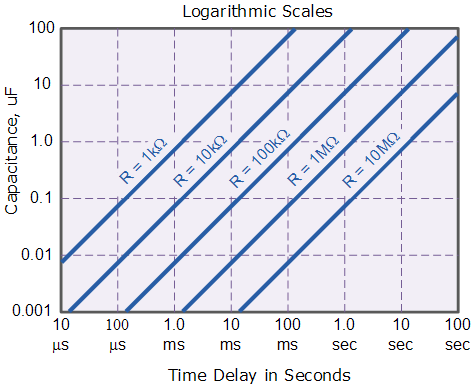 Logarithmic Scales
Capacitance, uF
100
10
1.0
0.1
0.01
0.001
R = 1kΩ
R = 10kΩ
R = 100kΩ
R = 1MΩ
R = 10MΩ
10 100 1.0 10 100 1.0 10 100
μs μs ms ms ms sec sec sec
Time Delay in Seconds